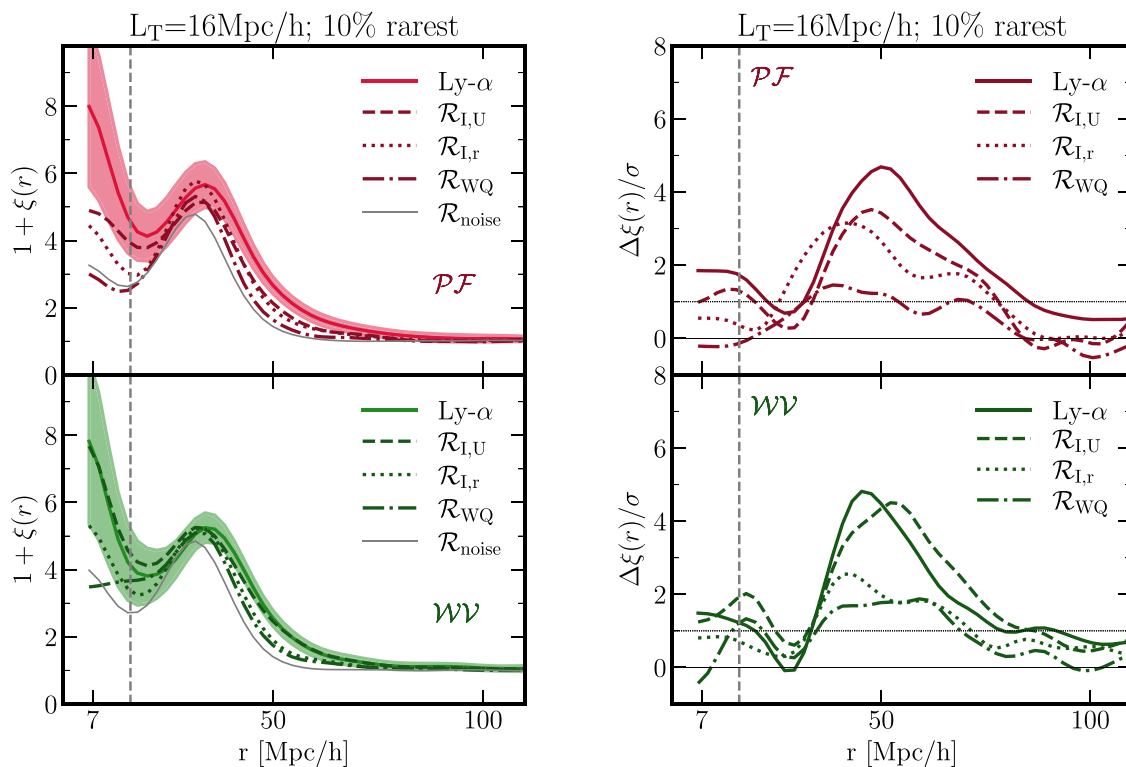 L_T=16Mpc/h; 10% rarest
1 + ξ(r)
8
6
4
2
0
Ly-α
R_I,U
R_I,r
R_WQ
R_noise
PF
1 + ξ(r)
8
6
4
2
0
Ly-α
R_I,U
R_I,r
R_WQ
R_noise
WV
7
50
100
r [Mpc/h]
L_T=16Mpc/h; 10% rarest
Δξ(r)/σ
8
6
4
2
0
PF
Ly-α
R_I,U
R_I,r
R_WQ
Δξ(r)/σ
8
6
4
2
0
WV
Ly-α
R_I,U
R_I,r
R_WQ
7
50
100
r [Mpc/h]